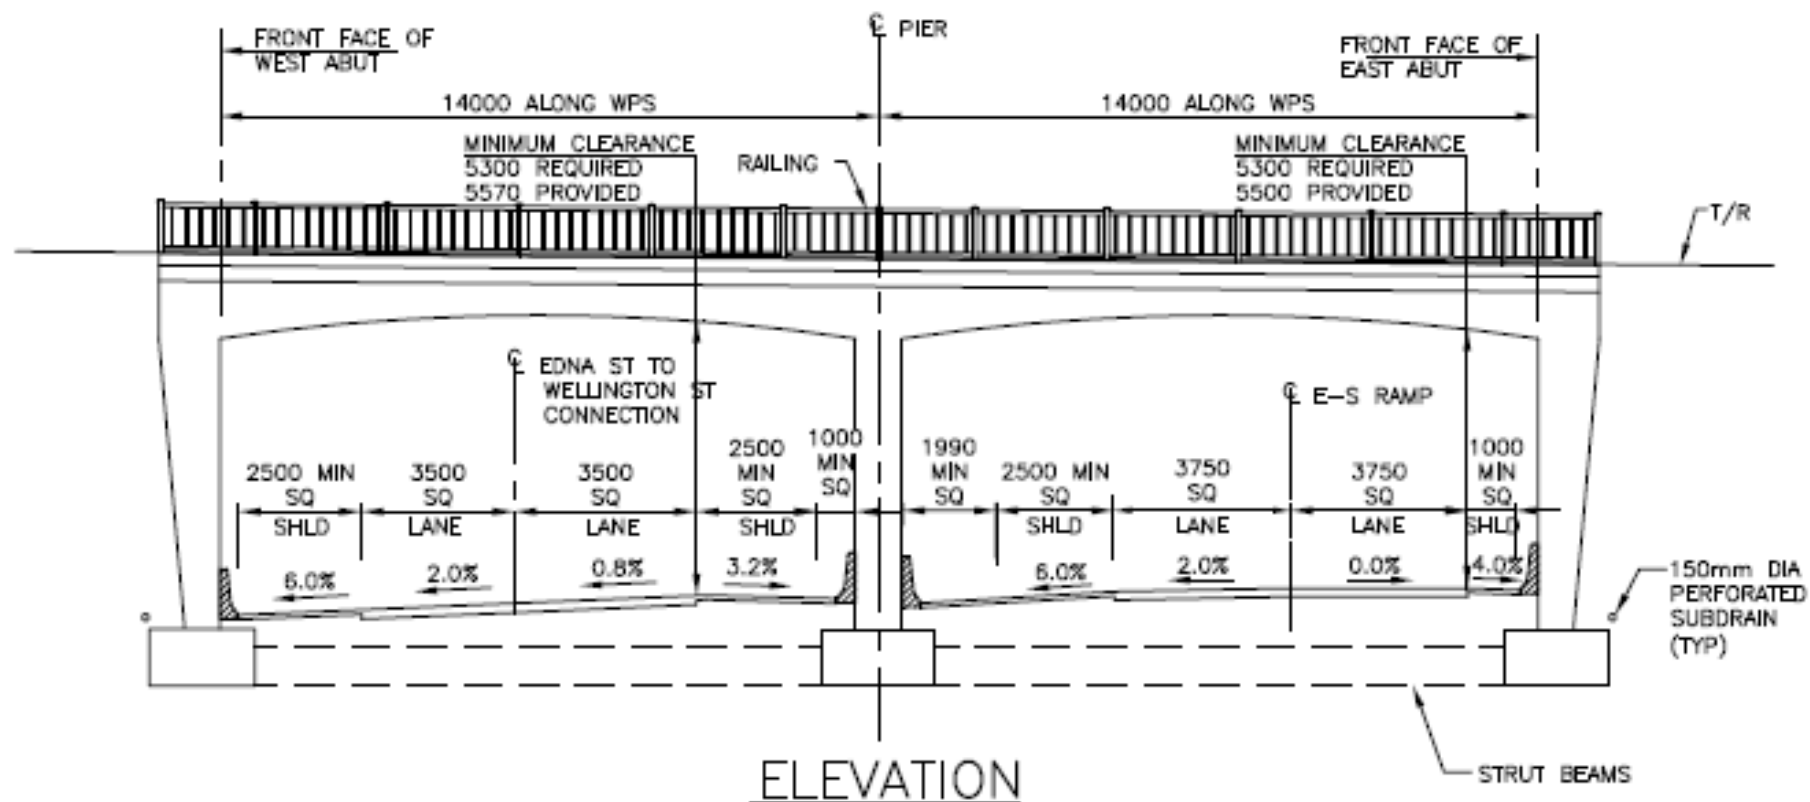 ℄ PIER
FRONT FACE OF
WEST ABUT
FRONT FACE OF
EAST ABUT
14000 ALONG WPS
14000 ALONG WPS
MINIMUM CLEARANCE
5300 REQUIRED
5570 PROVIDED
RAILING
MINIMUM CLEARANCE
5300 REQUIRED
5500 PROVIDED
T/R
℄ EDNA ST TO
WELLINGTON ST
CONNECTION
℄ E-S RAMP
2500 MIN
SQ
SHLD
3500
SQ
LANE
3500
SQ
LANE
2500
MIN
SQ
SHLD
1000
MIN
SQ
1990
MIN
SQ
2500 MIN
SQ
SHLD
3750
SQ
LANE
3750
SQ
LANE
1000
MIN
SQ
SHLD
6.0%
2.0%
0.8%
3.2%
6.0%
2.0%
0.0%
4.0%
150mm DIA
PERFORATED
SUBDRAIN
(TYP)
STRUT BEAMS
ELEVATION